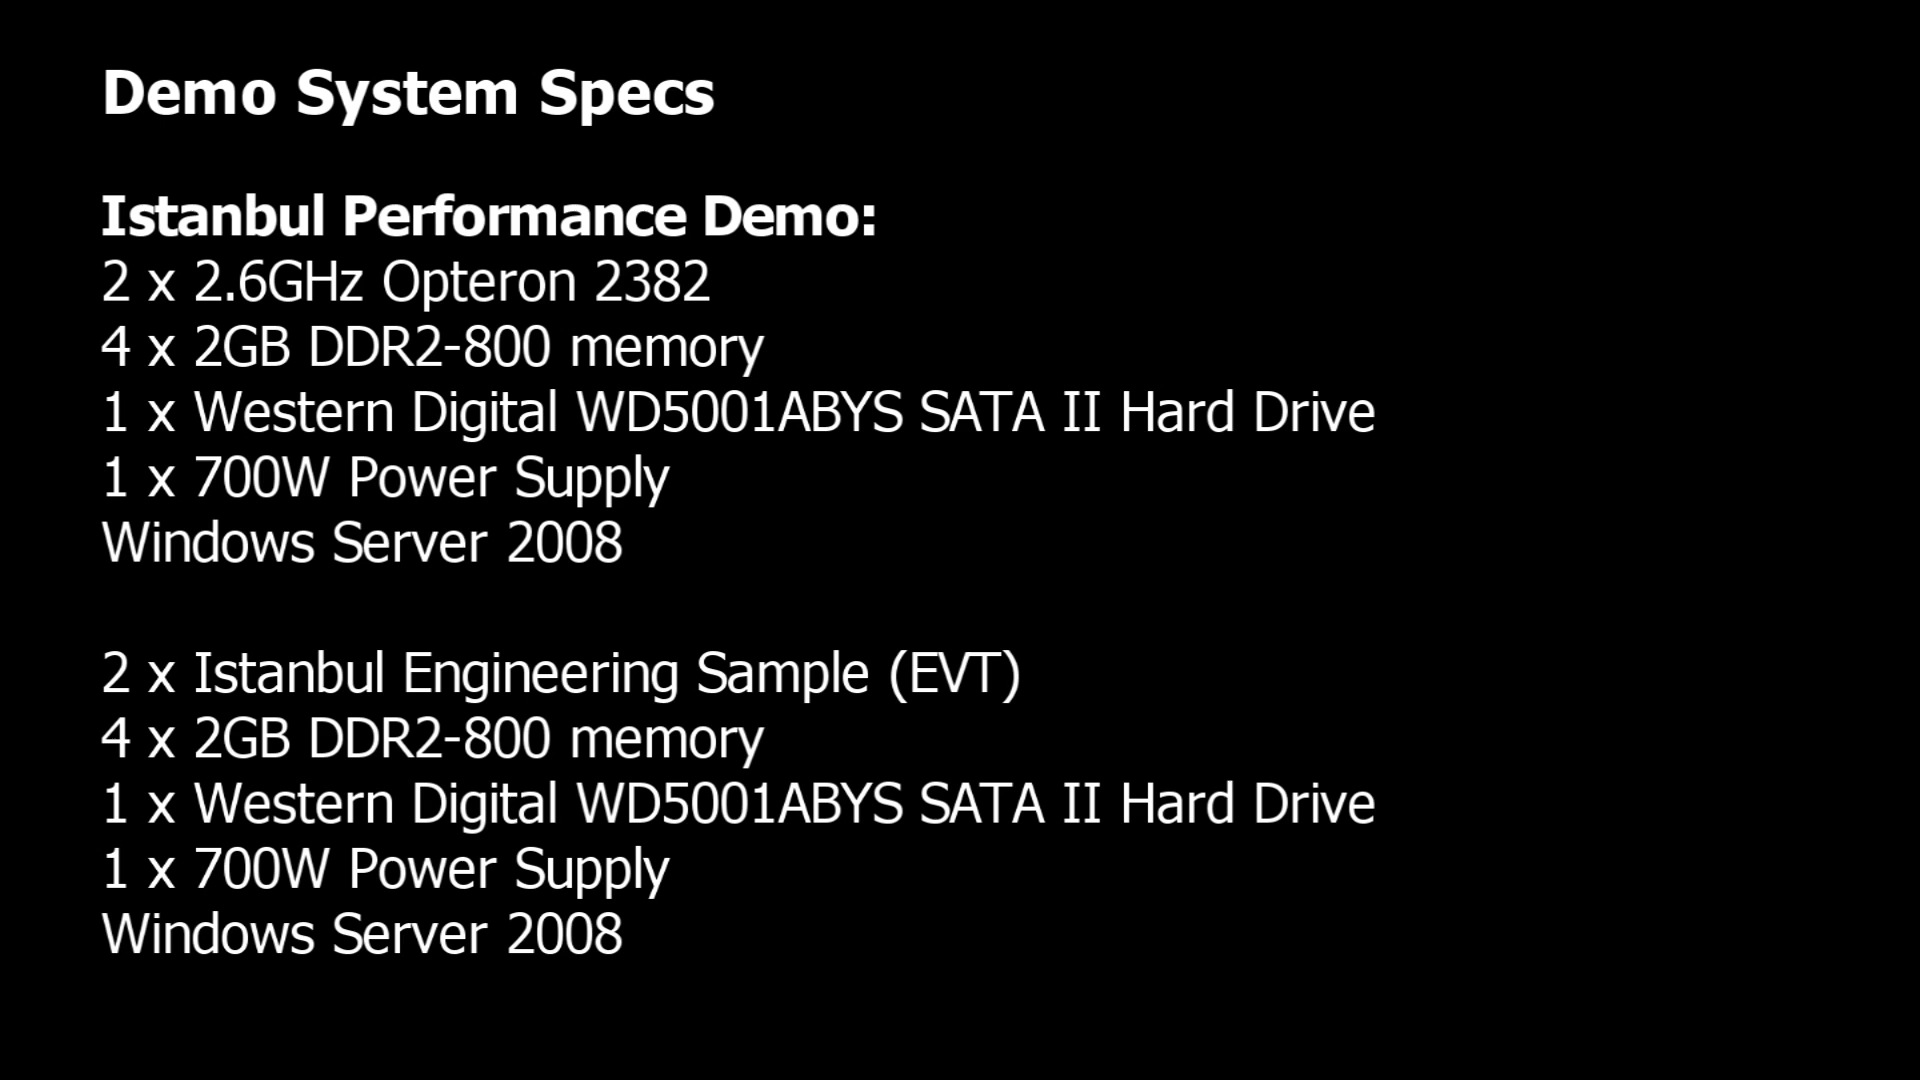 Demo System Specs
Istanbul Performance Demo:
2 x 2.6GHz Opteron 2382
4 x 2GB DDR2-800 memory
1 x Western Digital WD5001ABYS SATA II Hard Drive
1 x 700W Power Supply
Windows Server 2008
2 x Istanbul Engineering Sample (EVT)
4 x 2GB DDR2-800 memory
1 x Western Digital WD5001ABYS SATA II Hard Drive
1 x 700W Power Supply
Windows Server 2008